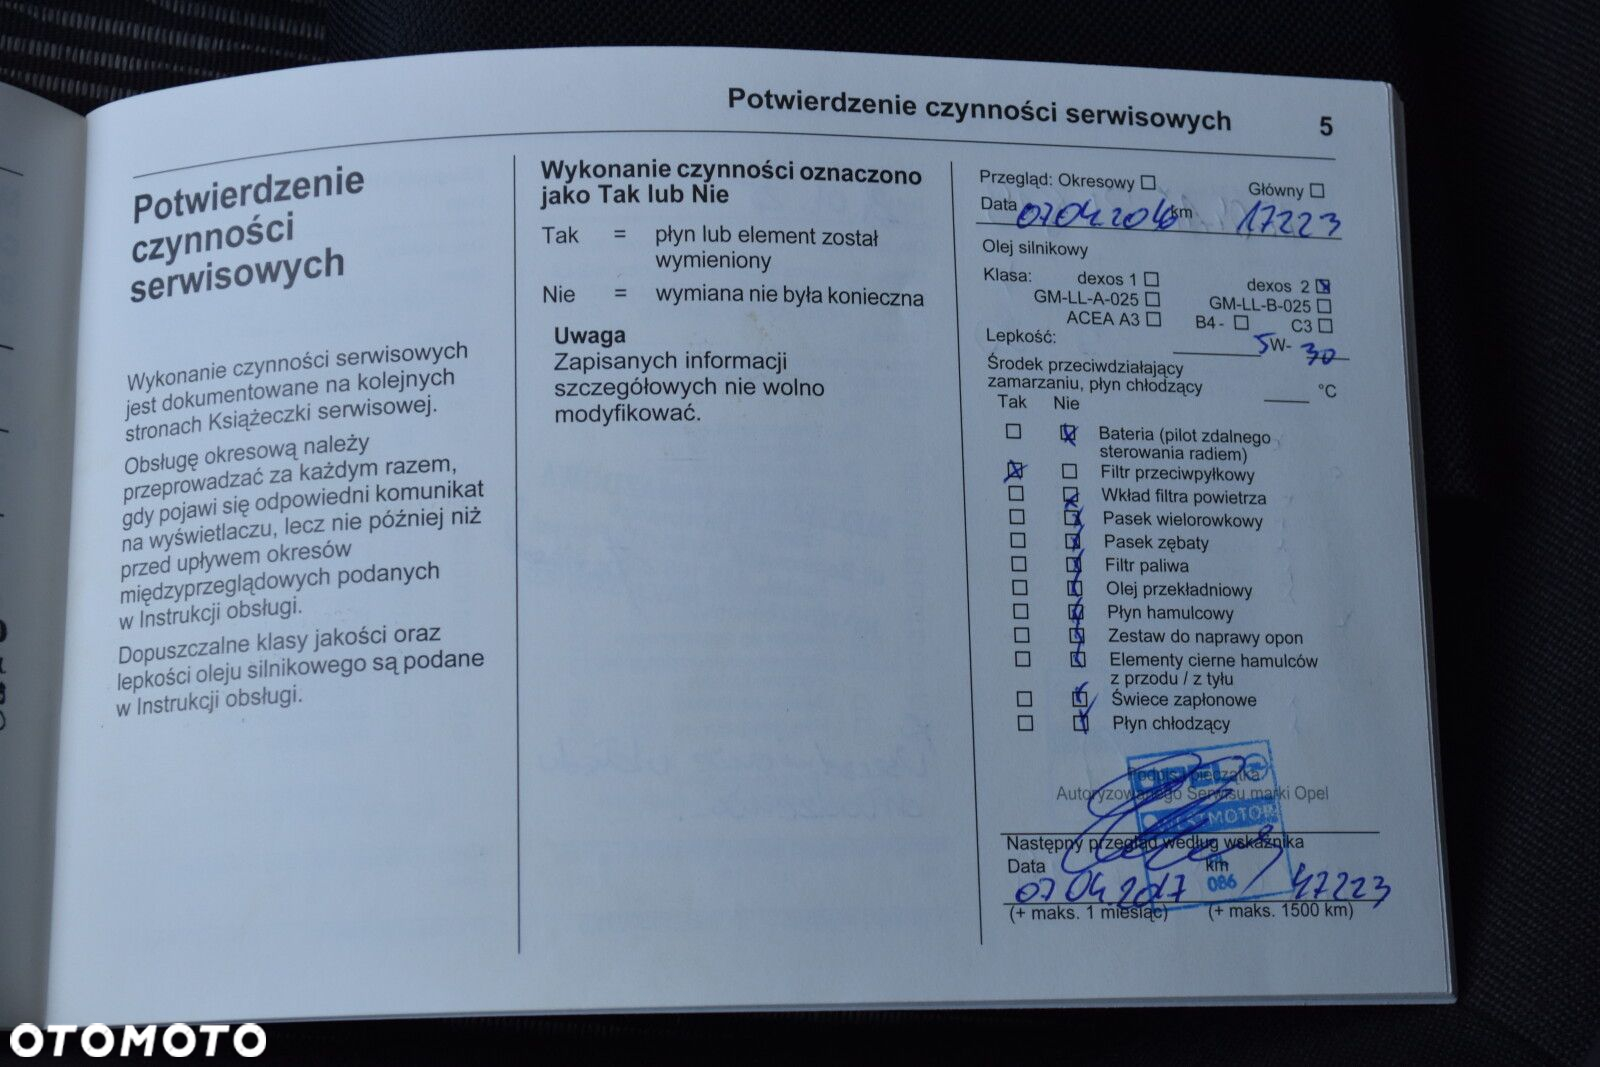 Potwierdzenie czynności serwisowych 5
Potwierdzenie
czynności
serwisowych
Wykonanie czynności serwisowych
jest dokumentowane na kolejnych
stronach Książeczki serwisowej.
Obsługę okresową należy
przeprowadzać za każdym razem,
gdy pojawi się odpowiedni komunikat
na wyświetlaczu, lecz nie później niż
przed upływem okresów
międzyprzeglądowych podanych
w Instrukcji obsługi.
Dopuszczalne klasy jakości oraz
lepkości oleju silnikowego są podane
w Instrukcji obsługi.
Wykonanie czynności oznaczono
jako Tak lub Nie
Tak = płyn lub element został
wymieniony
Nie = wymiana nie była konieczna
Uwaga
Zapisanych informacji
szczegółowych nie wolno
modyfikować.
Przegląd: Okresowy ☐ Główny ☐
Data 07.04.2016 km 17223
Olej silnikowy
Klasa: dexos 1 ☐ dexos 2 ☒
GM-LL-A-025 ☐ GM-LL-B-025 ☐
ACEA A3 ☐ B4 - ☐ C3 ☐
Lepkość: 5W- 30
Środek przeciwdziałający
zamarzaniu, płyn chłodzący °C
Tak Nie
☐ ☒ Bateria (pilot zdalnego
sterowania radiem)
☒ ☐ Filtr przeciwpyłkowy
☐ ☒ Wkład filtra powietrza
☐ ☒ Pasek wielorowkowy
☐ ☒ Pasek zębaty
☐ ☒ Filtr paliwa
☐ ☒ Olej przekładniowy
☐ ☒ Płyn hamulcowy
☐ ☒ Zestaw do naprawy opon
☐ ☒ Elementy cierne hamulców
z przodu / z tyłu
☐ ☒ Świece zapłonowe
☐ ☒ Płyn chłodzący
Podpis i pieczątka
Autoryzowanego Serwisu marki Opel
Następny przegląd według wskaźnika
Data km
086
07.04.2017 47223
(+ maks. 1 miesiąc) (+ maks. 1500 km)
OTOMOTO